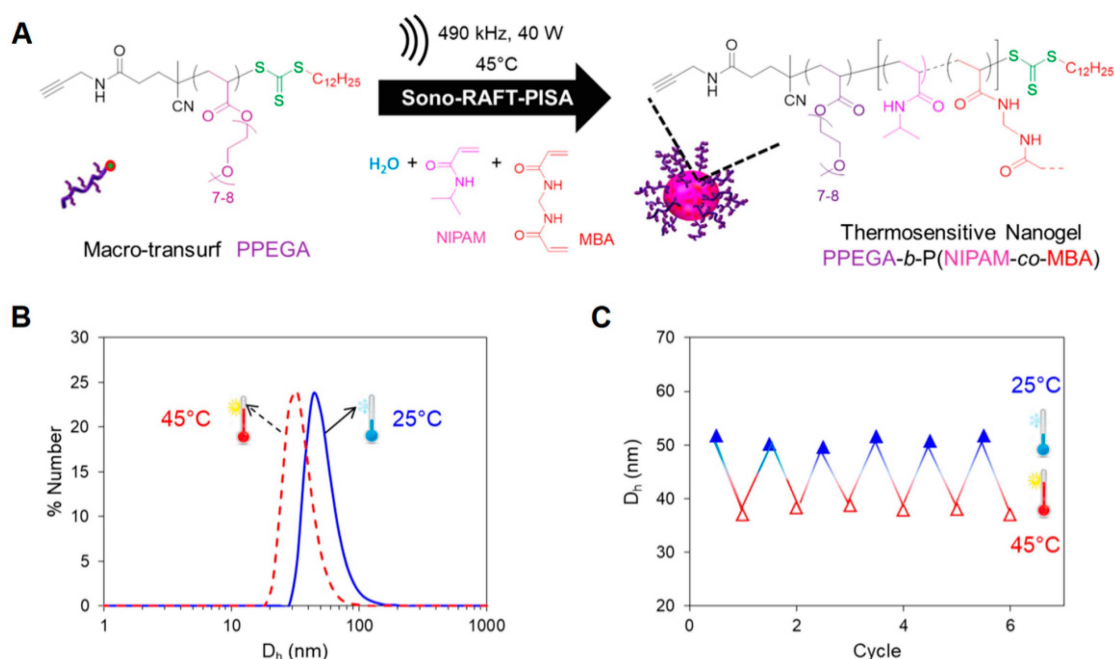 A
490 kHz, 40 W
45°C
Sono-RAFT-PISA
O
N
H
CN
O
O
O
7-8
S
S
S
C12H25
H2O + 
O
NH
NIPAM
+
O
NH
NH
O
MBA
O
N
H
CN
O
O
O
7-8
O
NH
O
NH
NH
O
S
S
S
C12H25
Macro-transurf PPEGA
Thermosensitive Nanogel
PPEGA-b-P(NIPAM-co-MBA)
B
% Number
30
25
20
15
10
5
0
45°C
25°C
1
10
100
1000
Dh (nm)
C
Dh (nm)
70
60
50
40
30
20
25°C
45°C
0
2
4
6
Cycle